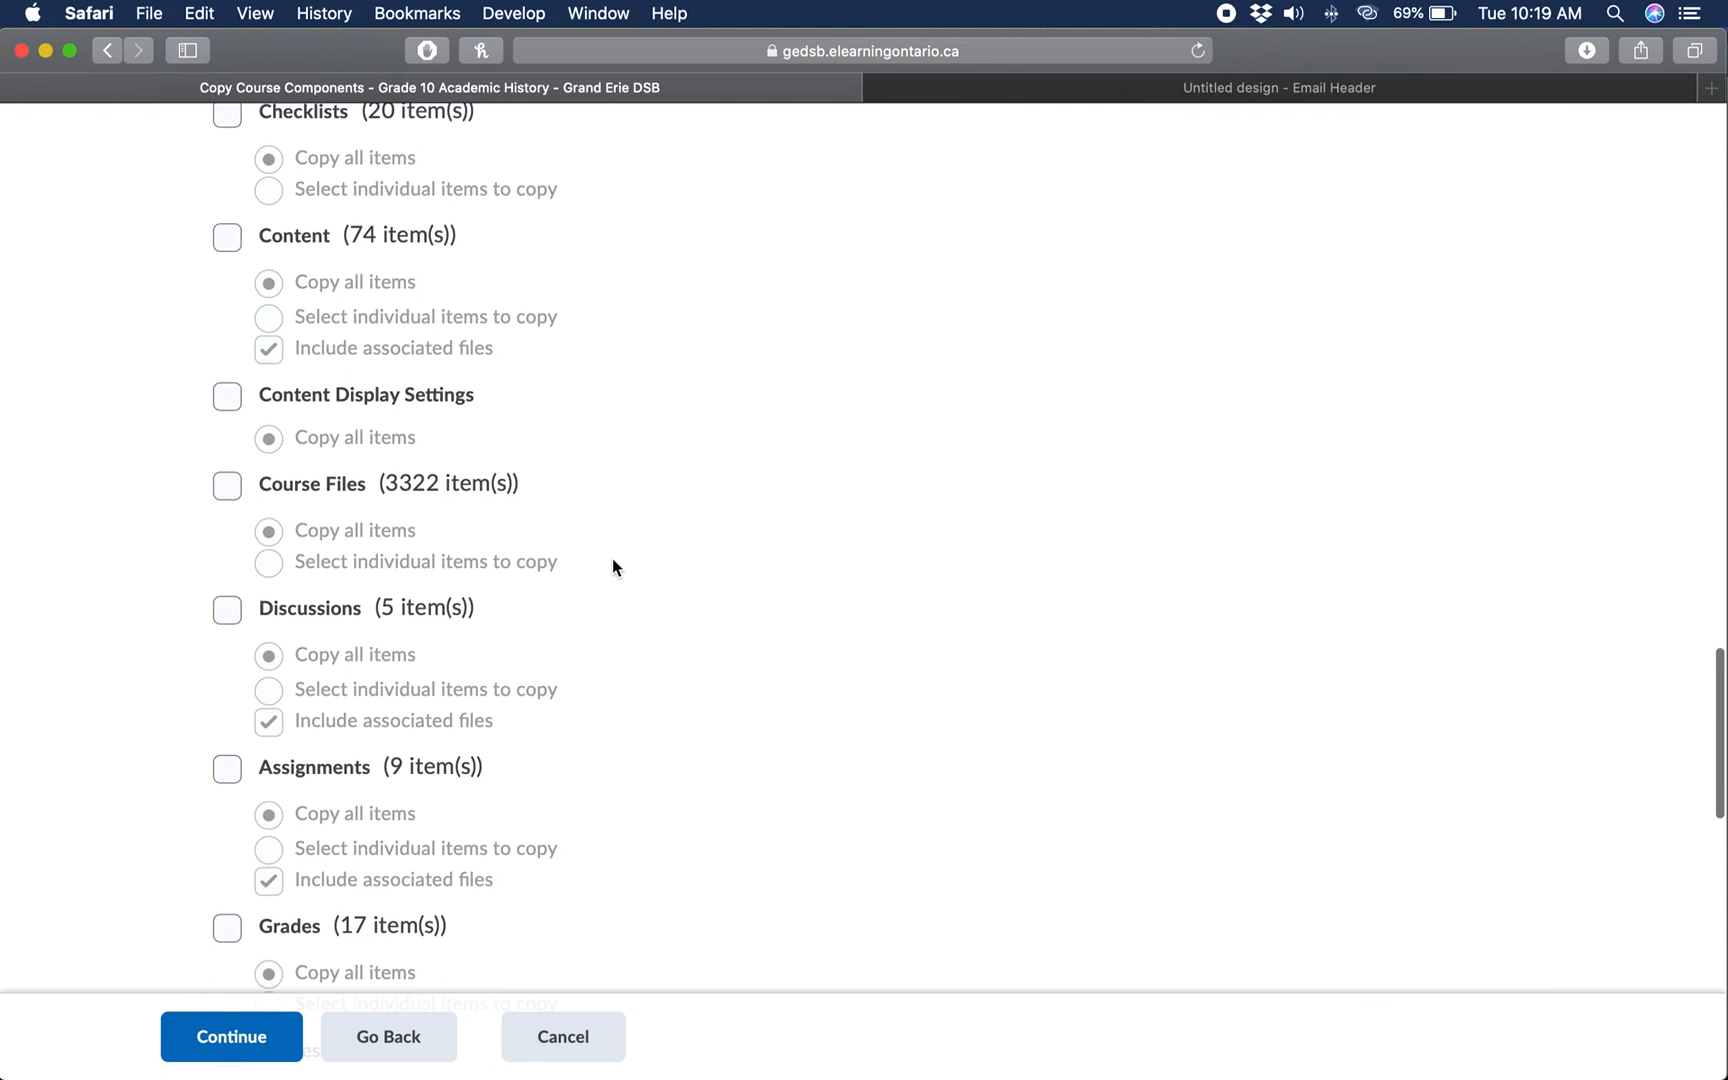 Safari File Edit View History Bookmarks Develop Window Help 69% Tue 10:19 AM
gedsb.elearningontario.ca
Copy Course Components - Grade 10 Academic History - Grand Erie DSB Untitled design - Email Header
Checklists (20 item(s))
Copy all items
Select individual items to copy
Content (74 item(s))
Copy all items
Select individual items to copy
Include associated files
Content Display Settings
Copy all items
Course Files (3322 item(s))
Copy all items
Select individual items to copy
Discussions (5 item(s))
Copy all items
Select individual items to copy
Include associated files
Assignments (9 item(s))
Copy all items
Select individual items to copy
Include associated files
Grades (17 item(s))
Copy all items
Select individual items to copy
Continue Go Back Cancel